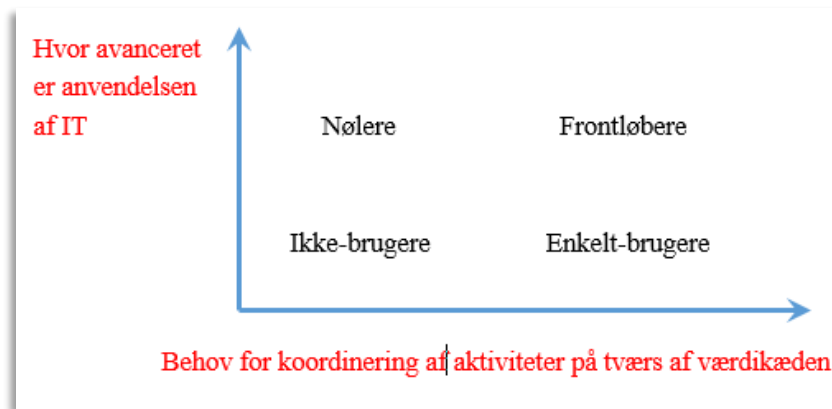 Hvor avanceret
er anvendelsen
af IT
Nølere
Frontløbere
Ikke-brugere
Enkelt-brugere
Behov for koordinering af aktiviteter på tværs af værdikæden